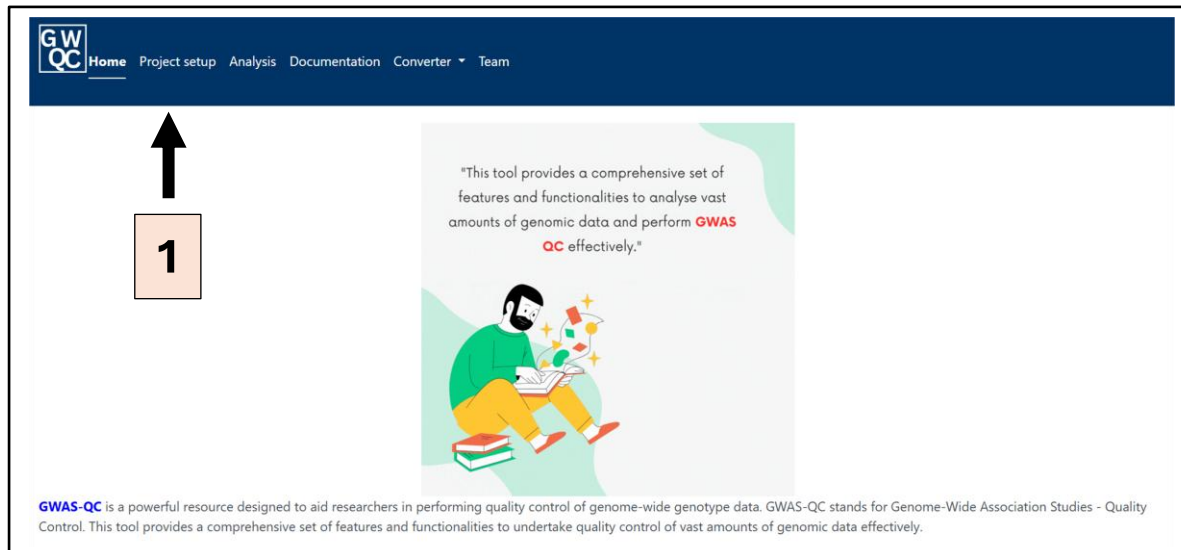 GW
QC
Home Project setup Analysis Documentation Converter Team
1
"This tool provides a comprehensive set of
features and functionalities to analyse vast
amounts of genomic data and perform GWAS
QC effectively."
GWAS-QC is a powerful resource designed to aid researchers in performing quality control of genome-wide genotype data. GWAS-QC stands for Genome-Wide Association Studies - Quality
Control. This tool provides a comprehensive set of features and functionalities to undertake quality control of vast amounts of genomic data effectively.